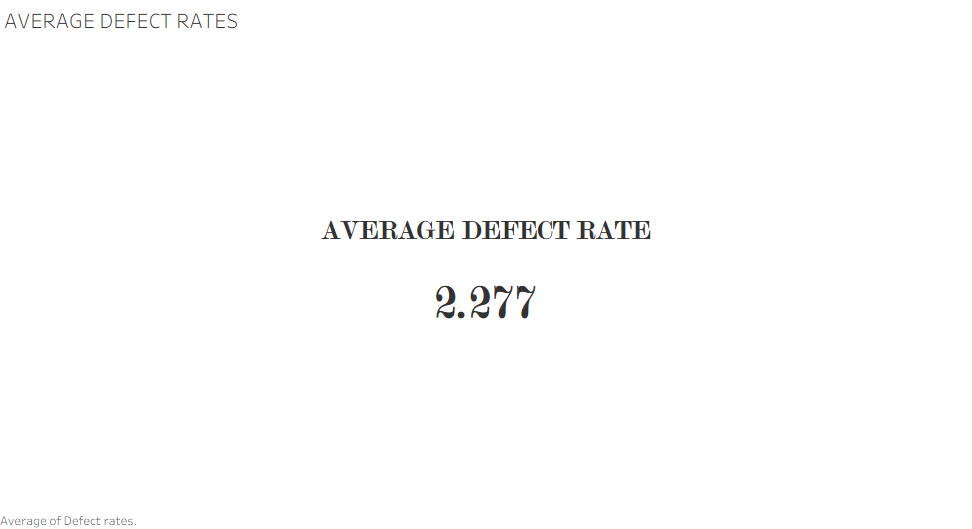 AVERAGE DEFECT RATES
AVERAGE DEFECT RATE
2.277
Average of Defect rates.